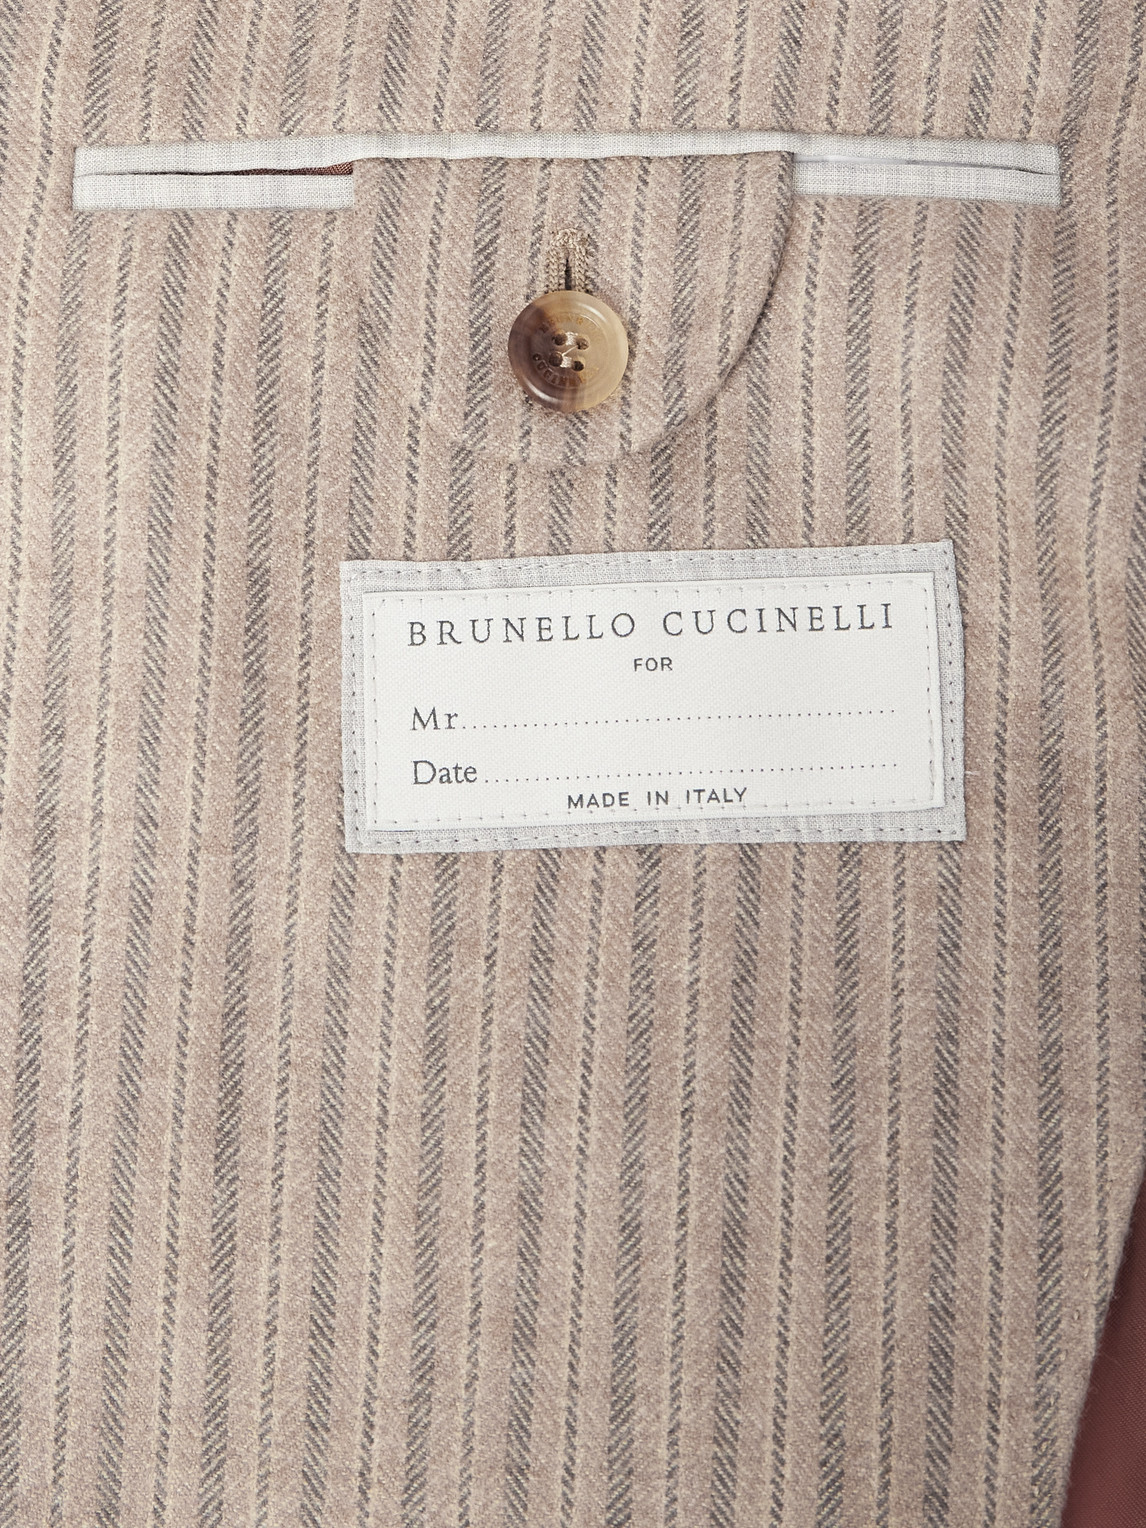 BRUNELLO CUCINELLI
FOR
Mr.......................................
Date.....................................
MADE IN ITALY